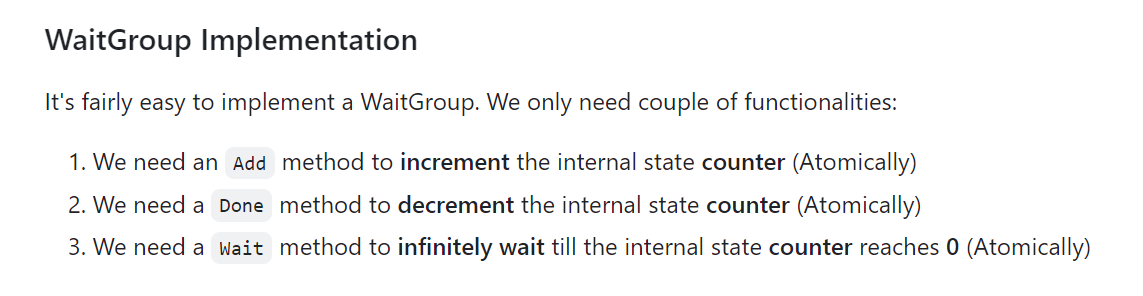 WaitGroup Implementation
It's fairly easy to implement a WaitGroup. We only need couple of functionalities:
1. We need an Add method to increment the internal state counter (Atomically)
2. We need a Done method to decrement the internal state counter (Atomically)
3. We need a Wait method to infinitely wait till the internal state counter reaches 0 (Atomically)